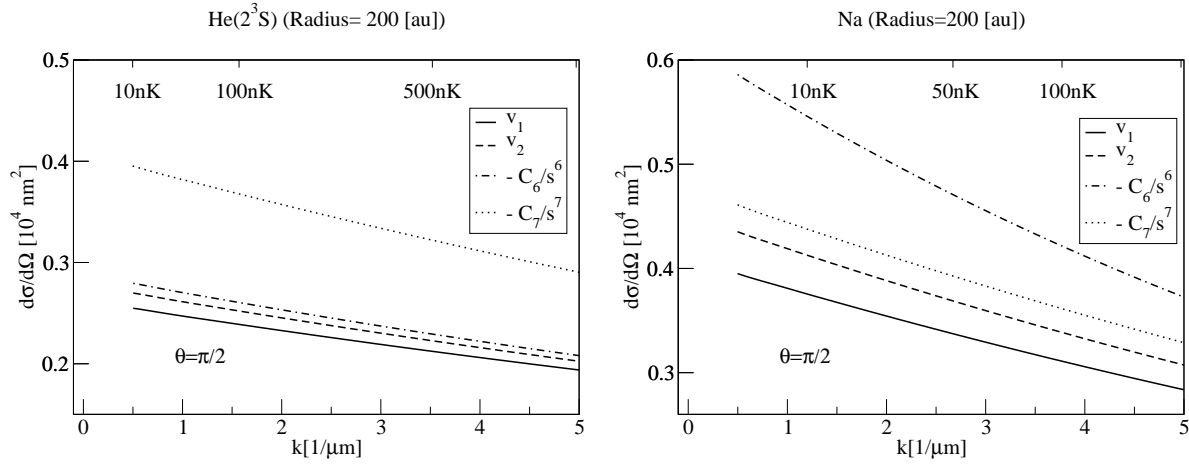 He(2³S) (Radius= 200 [au])
0.5
10nK 100nK 500nK
v₁
v₂
- C₆/s⁶
- C₇/s⁷
0.4
0.3
0.2
dσ/dΩ [10⁴ nm²]
θ=π/2
0 1 2 3 4 5
k[1/μm]
Na (Radius=200 [au])
0.6
10nK 50nK 100nK
v₁
v₂
- C₆/s⁶
- C₇/s⁷
0.5
0.4
0.3
dσ/dΩ [10⁴ nm²]
θ=π/2
0 1 2 3 4 5
k[1/μm]